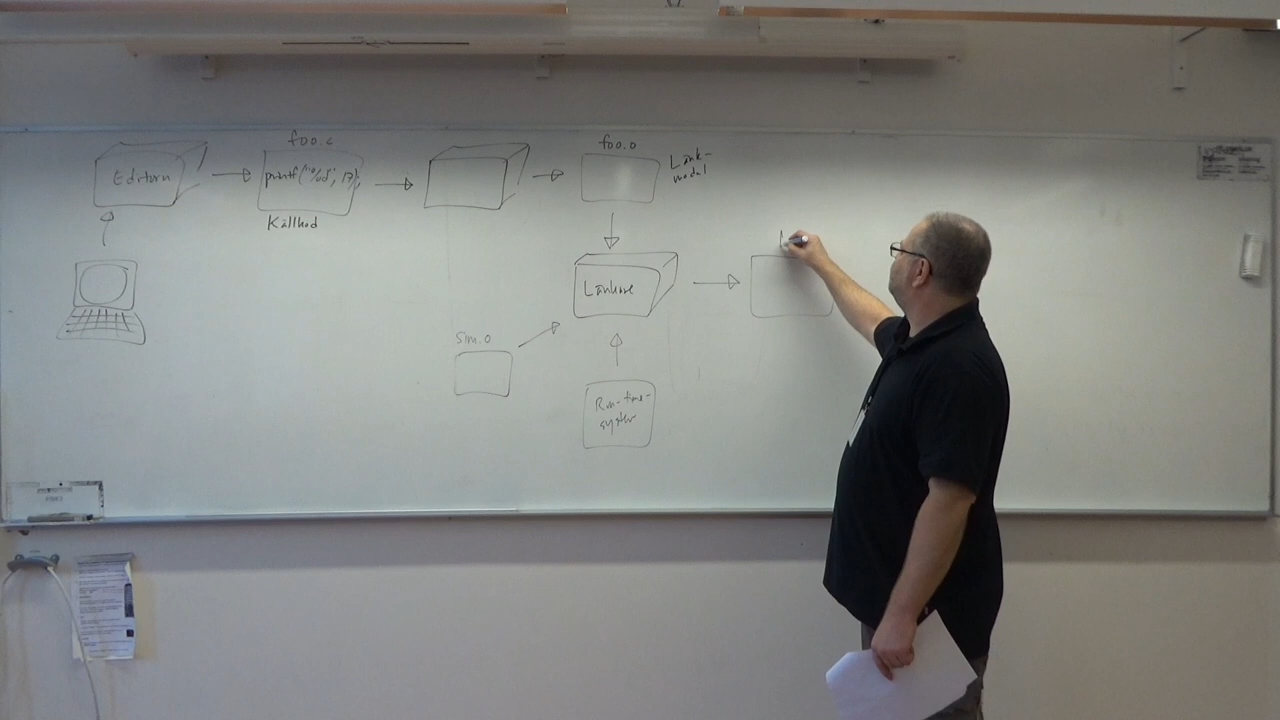 foo.c
foo.o
Editorn
printf("%d", 17);
Länk-
modul
Källkod
Länkare
sim.o
Run-time-
system